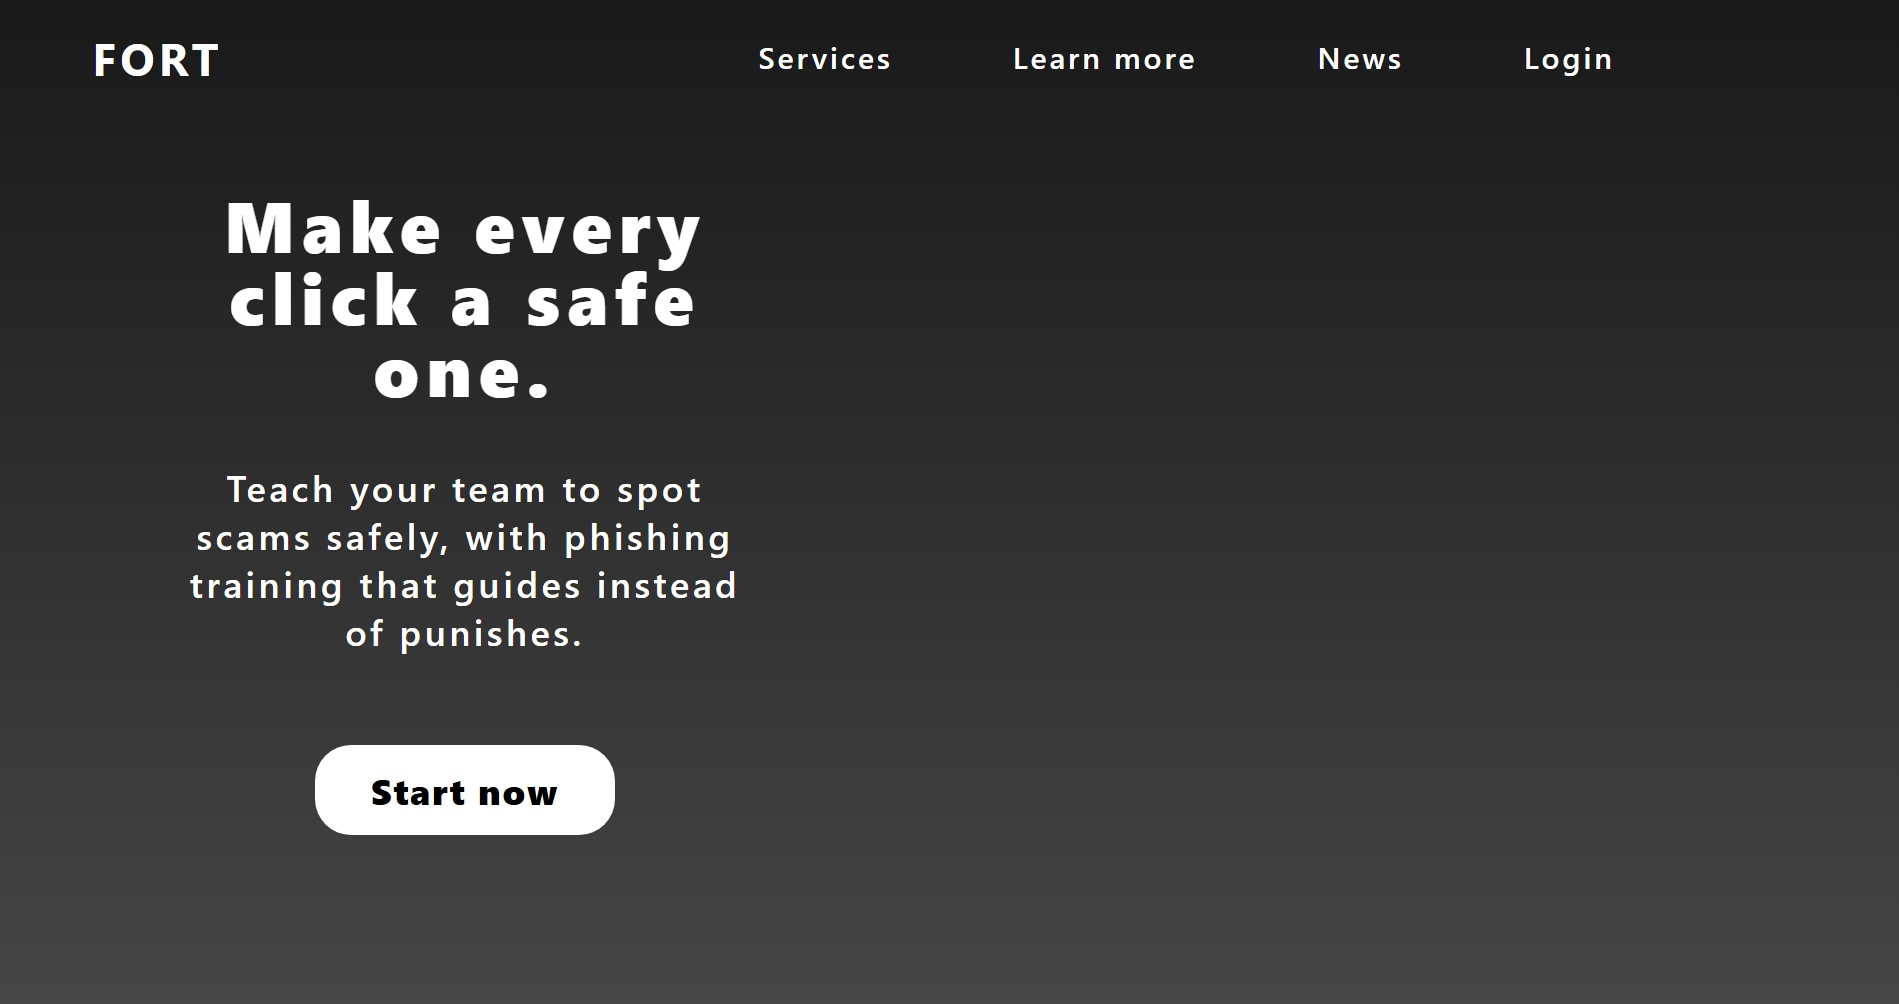 FORT
Services
Learn more
News
Login
Make every
click a safe
one.
Teach your team to spot
scams safely, with phishing
training that guides instead
of punishes.
Start now